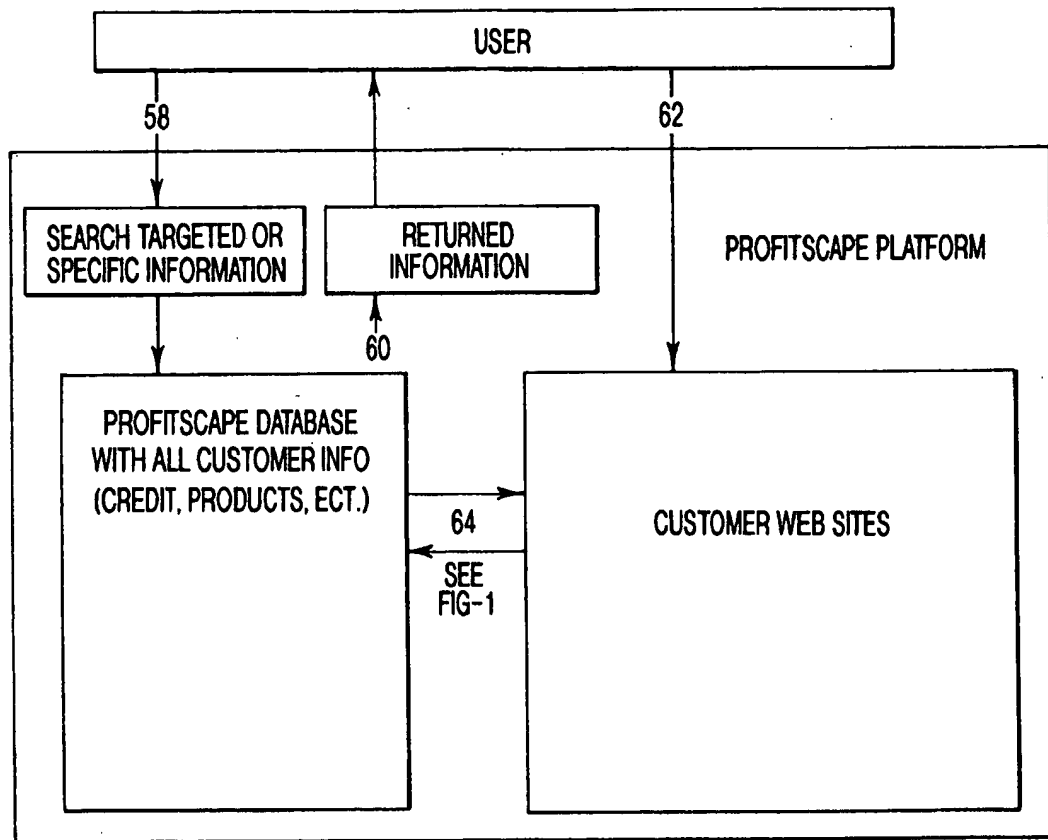 USER
58
62
SEARCH TARGETED OR
SPECIFIC INFORMATION
RETURNED
INFORMATION
PROFITSCAPE PLATFORM
60
PROFITSCAPE DATABASE
WITH ALL CUSTOMER INFO
(CREDIT, PRODUCTS, ECT.)
64
SEE
FIG-1
CUSTOMER WEB SITES